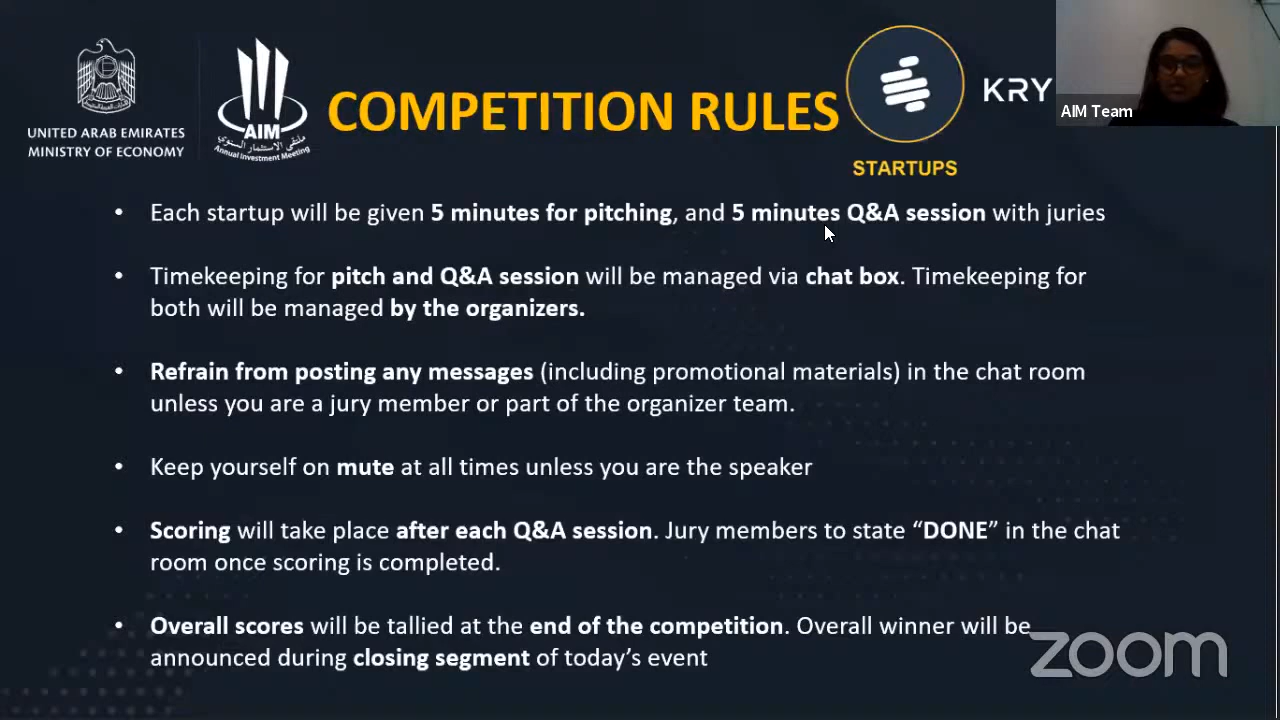 UNITED ARAB EMIRATES
MINISTRY OF ECONOMY
AIM
ملتقى الاستثمار السنوي
Annual Investment Meeting
COMPETITION RULES
STARTUPS
KRY
AIM Team
• Each startup will be given 5 minutes for pitching, and 5 minutes Q&A session with juries
• Timekeeping for pitch and Q&A session will be managed via chat box. Timekeeping for
both will be managed by the organizers.
• Refrain from posting any messages (including promotional materials) in the chat room
unless you are a jury member or part of the organizer team.
• Keep yourself on mute at all times unless you are the speaker
• Scoring will take place after each Q&A session. Jury members to state “DONE” in the chat
room once scoring is completed.
• Overall scores will be tallied at the end of the competition. Overall winner will be
announced during closing segment of today’s event
zoom